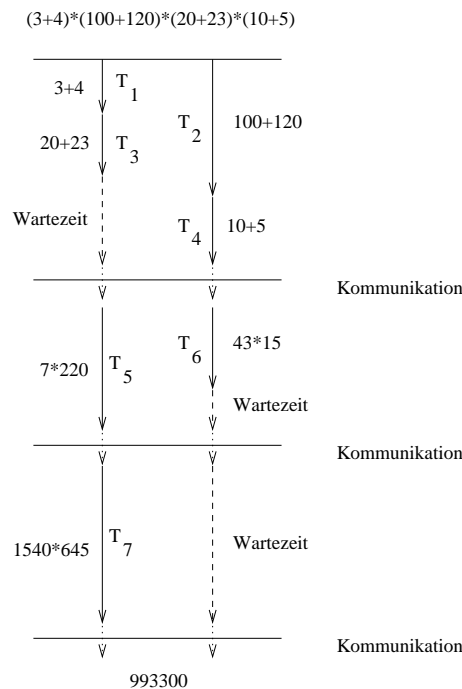 (3+4)*(100+120)*(20+23)*(10+5)
3+4 T1
T2 100+120
20+23 T3
Wartezeit
T4 10+5
Kommunikation
T6 43*15
7*220 T5
Wartezeit
Kommunikation
1540*645 T7 Wartezeit
Kommunikation
993300